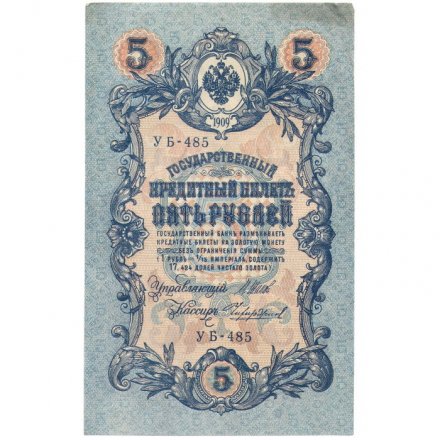 5 5
1909
УБ-485
ГОСУДАРСТВЕННЫЙ
КРЕДИТНЫЙ БИЛЕТЪ
ПЯТЬ РУБЛЕЙ
ГОСУДАРСТВЕННЫЙ БАНКЪ РАЗМѢНИВАЕТЪ
КРЕДИТНЫЕ БИЛЕТЫ НА ЗОЛОТУЮ МОНЕТУ
БЕЗЪ ОГРАНИЧЕНІЯ СУММЫ
(1 РУБЛЬ = 1/15 ИМПЕРІАЛА, СОДЕРЖИТЪ
17,424 ДОЛЕЙ ЧИСТАГО ЗОЛОТА)
Управляющій
Кассиръ
УБ-485
5